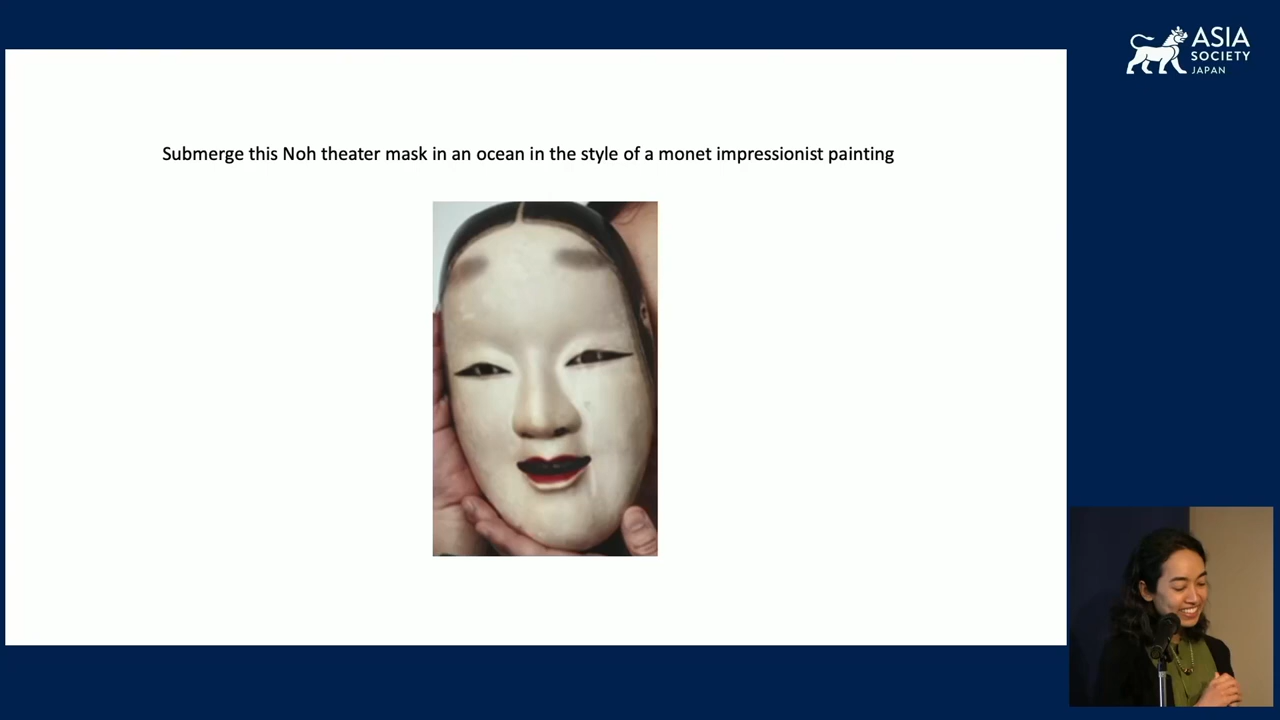 ASIA
SOCIETY
JAPAN
Submerge this Noh theater mask in an ocean in the style of a monet impressionist painting